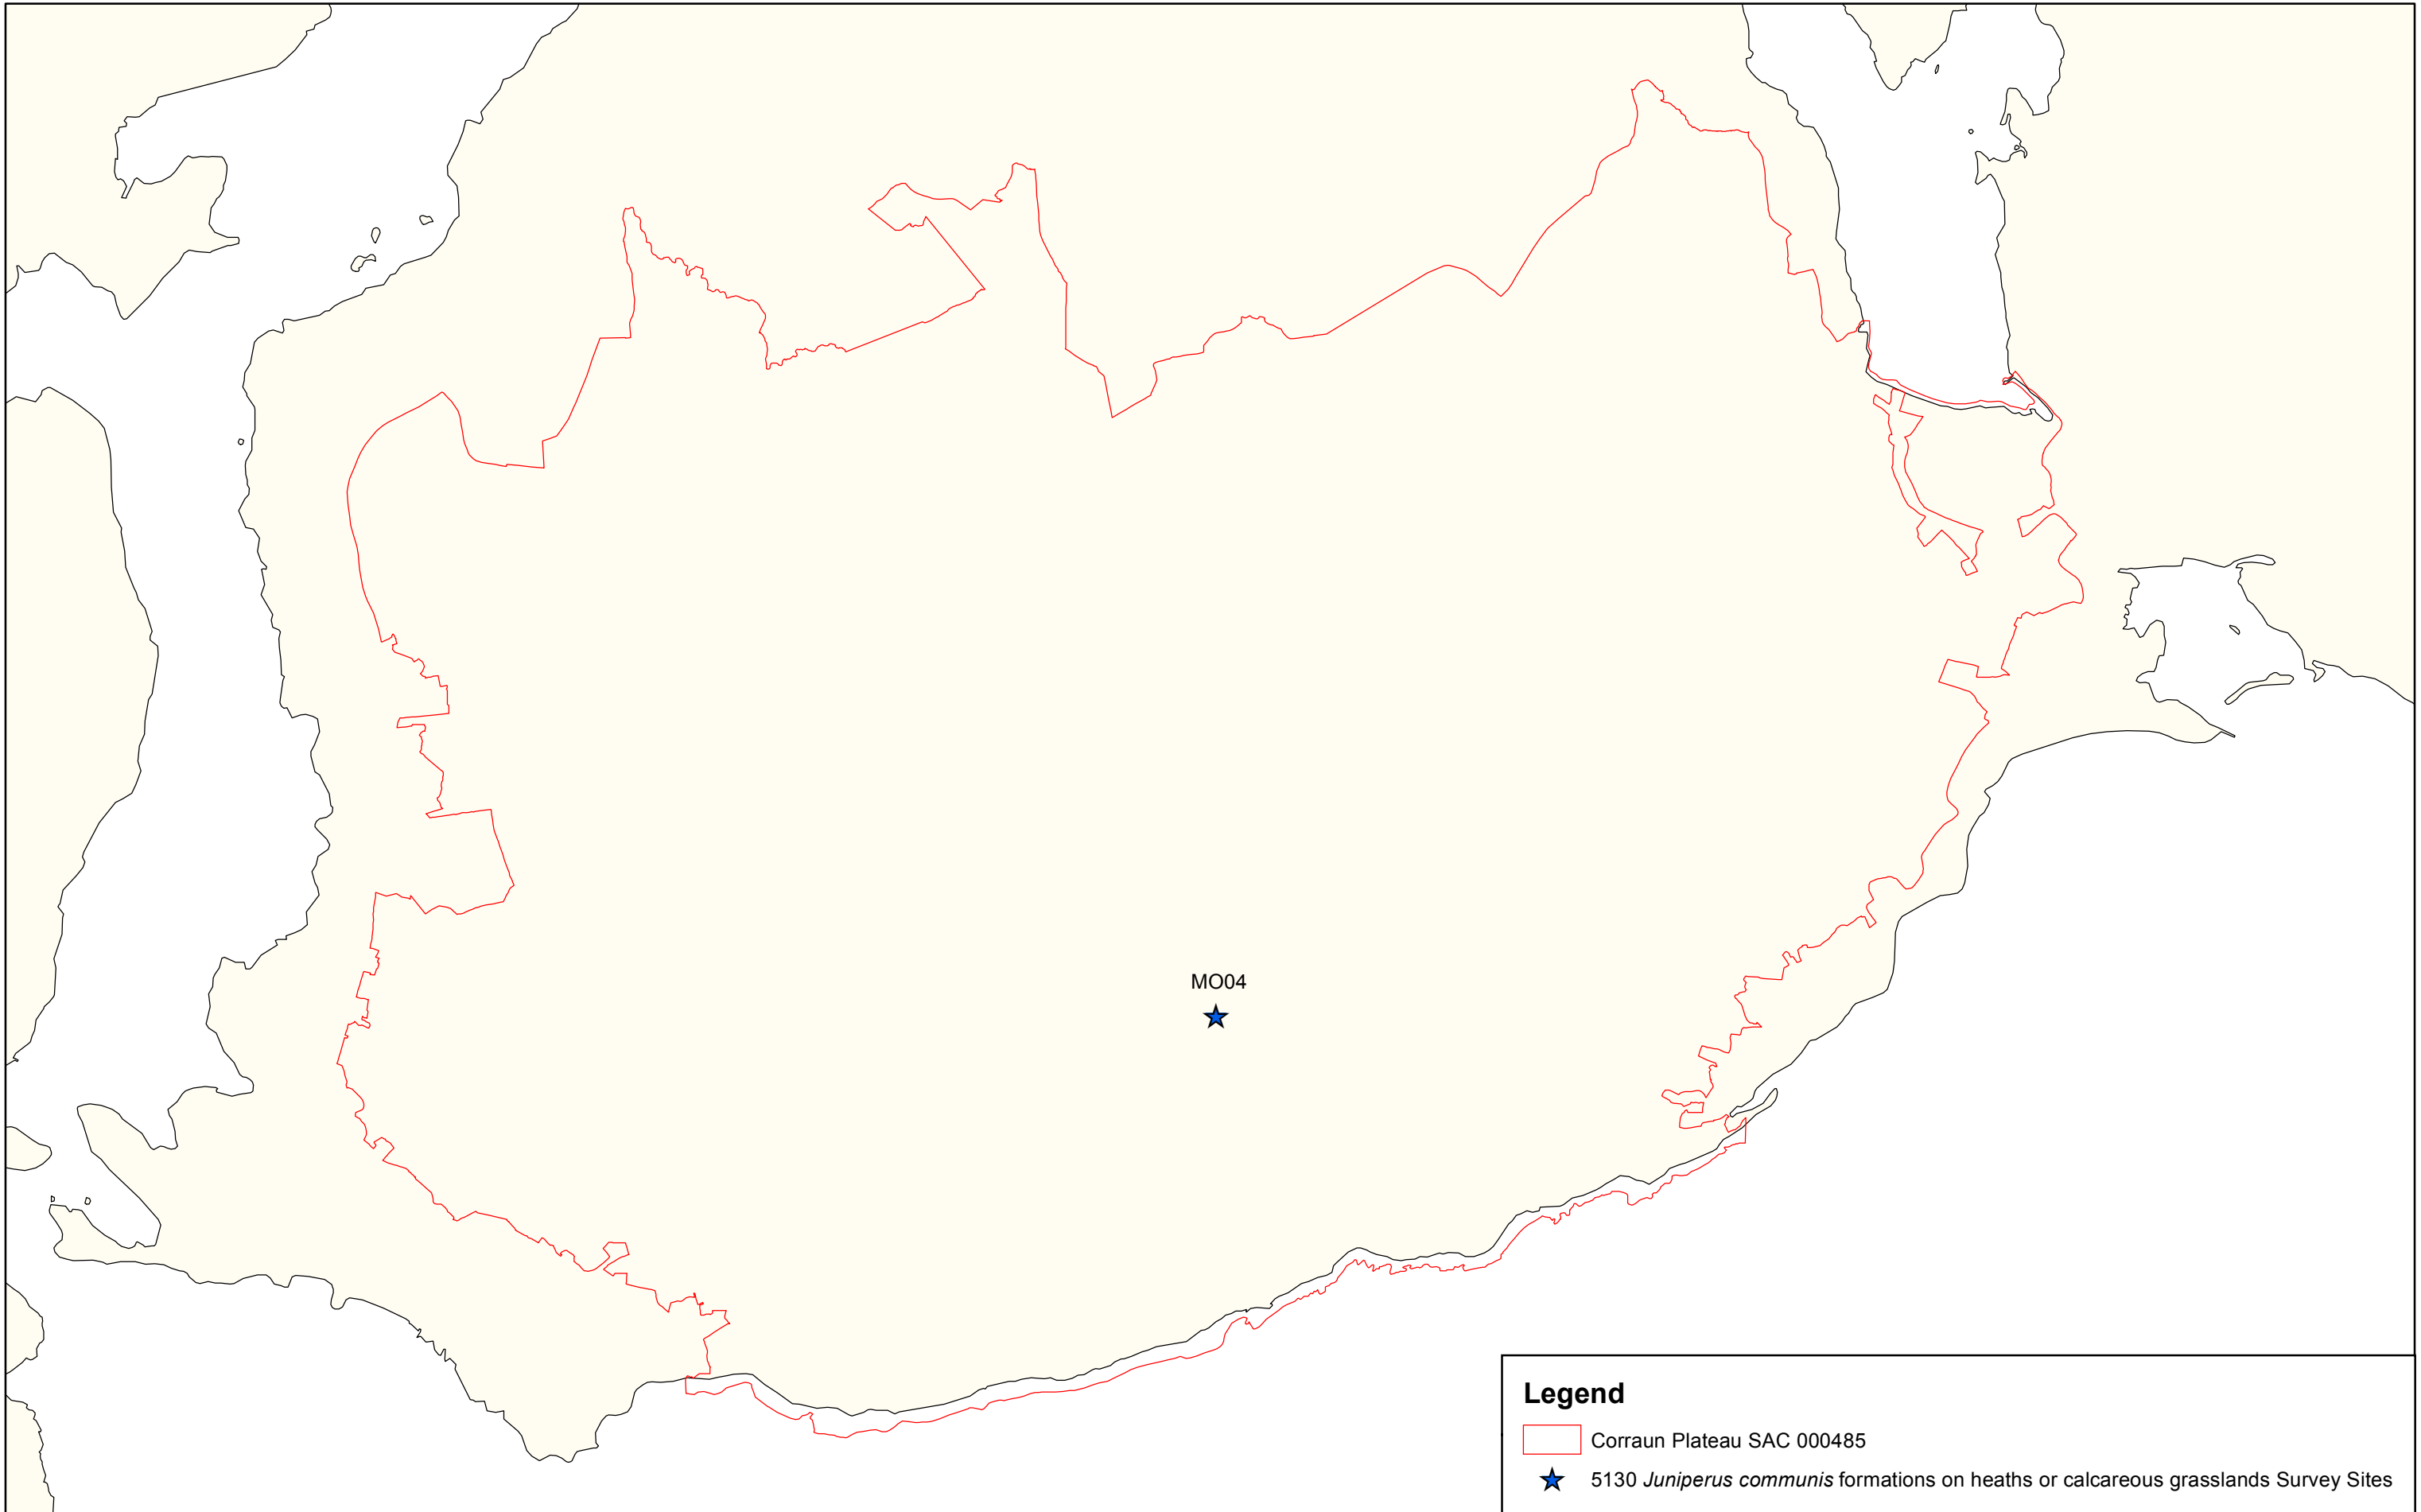 MO04
Legend
Corraun Plateau SAC 000485
5130 Juniperus communis formations on heaths or calcareous grasslands Survey Sites